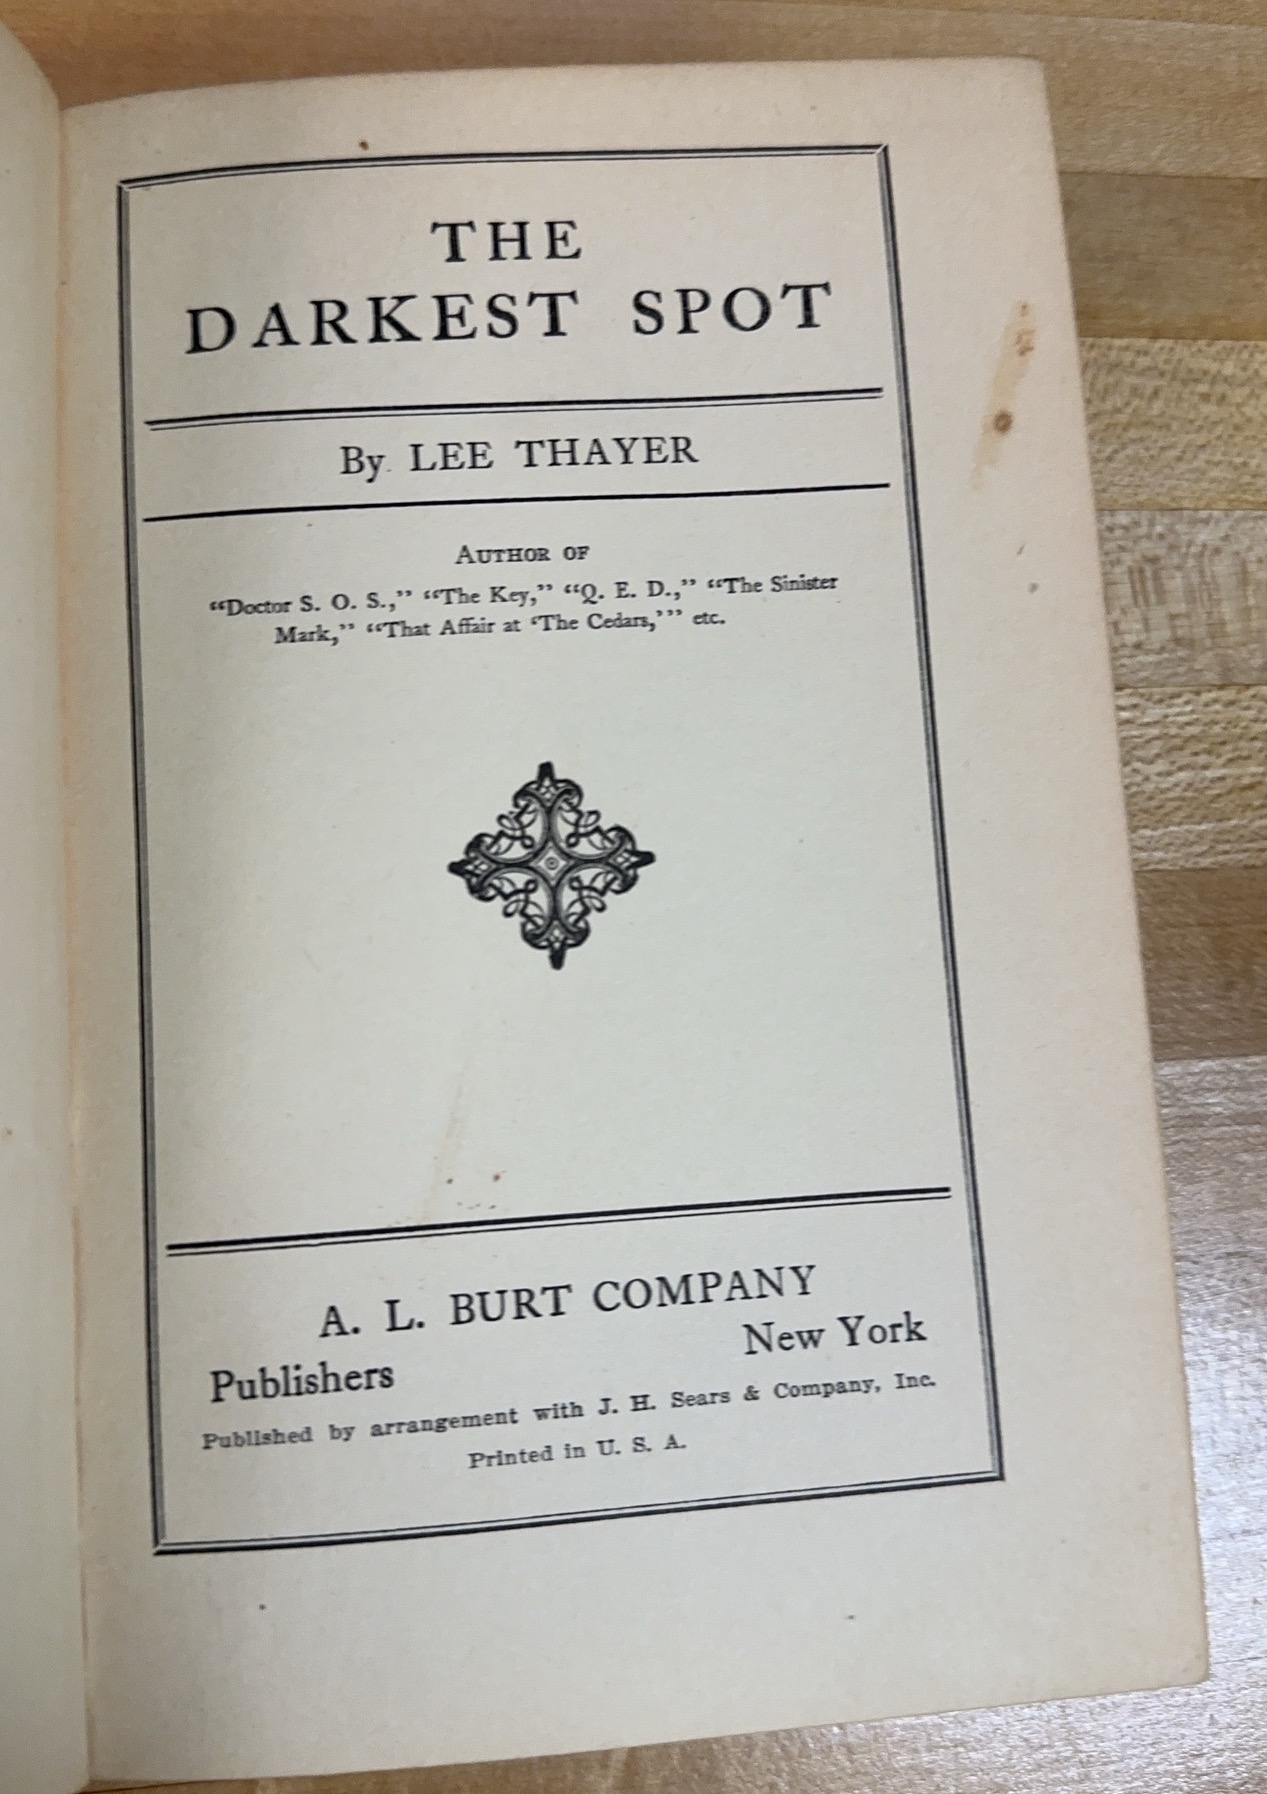 THE
DARKEST SPOT
By LEE THAYER
AUTHOR OF
“Doctor S. O. S.,” “The Key,” “Q. E. D.,” “The Sinister
Mark,” “That Affair at ‘The Cedars,’” etc.
A. L. BURT COMPANY
Publishers New York
Published by arrangement with J. H. Sears & Company, Inc.
Printed in U. S. A.